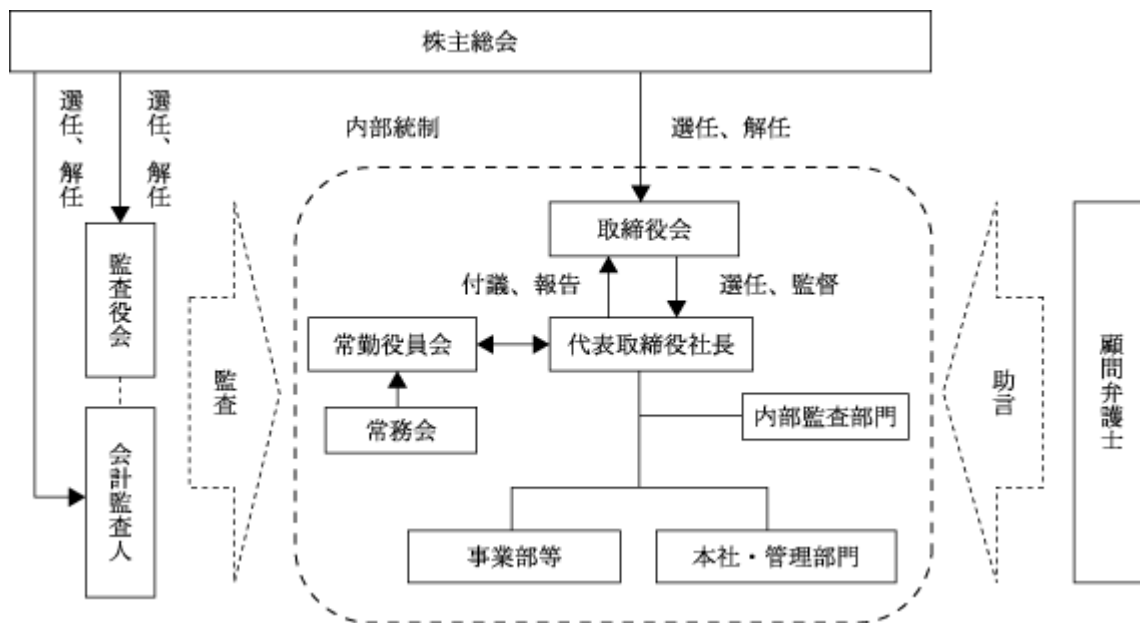 株主総会
選任、解任
選任、解任
内部統制
選任、解任
取締役会
監査役会
付議、報告
選任、監督
常勤役員会
代表取締役社長
監査
助言
顧問弁護士
常務会
内部監査部門
会計監査人
事業部等
本社・管理部門